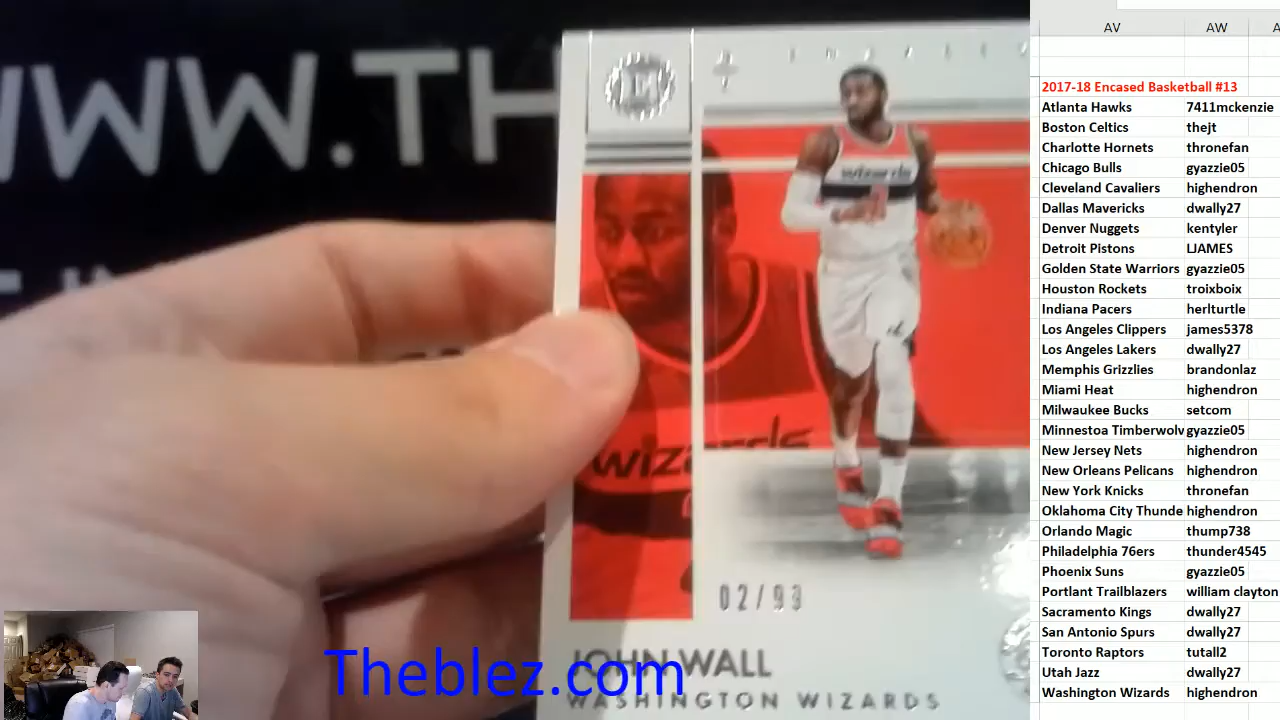 WWW.TH
wizards
wizards
02/99
JOHN WALL
WASHINGTON WIZARDS
Theblez.com
AV AW
2017-18 Encased Basketball #13
Atlanta Hawks 7411mckenzie
Boston Celtics thejt
Charlotte Hornets thronefan
Chicago Bulls gyazzie05
Cleveland Cavaliers highendron
Dallas Mavericks dwally27
Denver Nuggets kentyler
Detroit Pistons LJAMES
Golden State Warriors gyazzie05
Houston Rockets troixboix
Indiana Pacers herlturtle
Los Angeles Clippers james5378
Los Angeles Lakers dwally27
Memphis Grizzlies brandonlaz
Miami Heat highendron
Milwaukee Bucks setcom
Minnestoa Timberwolv gyazzie05
New Jersey Nets highendron
New Orleans Pelicans highendron
New York Knicks thronefan
Oklahoma City Thunde highendron
Orlando Magic thump738
Philadelphia 76ers thunder4545
Phoenix Suns gyazzie05
Portlant Trailblazers william clayton
Sacramento Kings dwally27
San Antonio Spurs dwally27
Toronto Raptors tutall2
Utah Jazz dwally27
Washington Wizards highendron